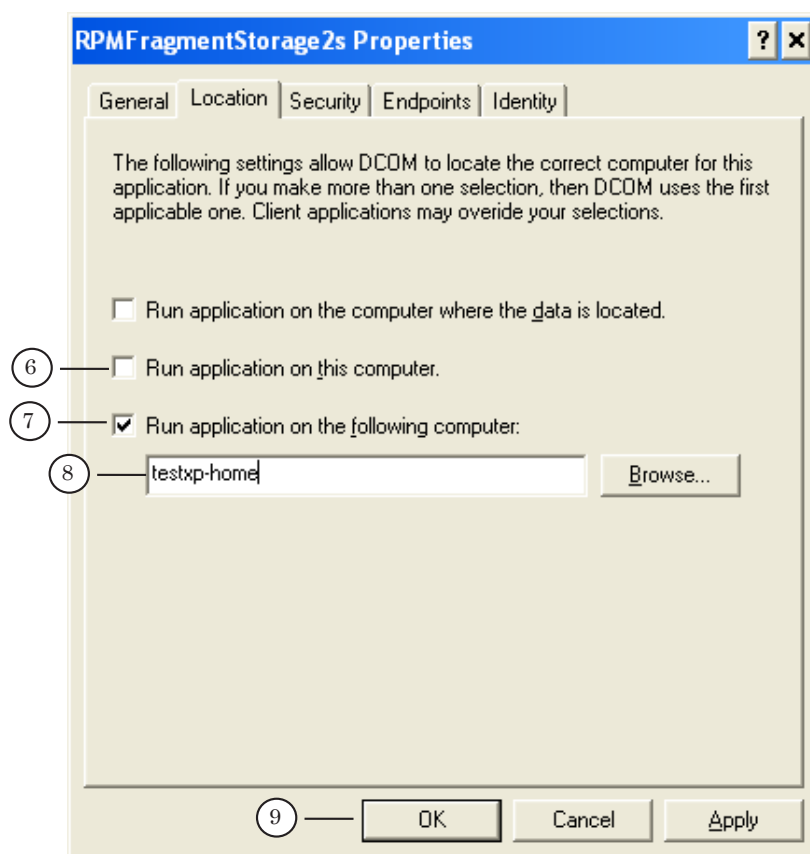 RPMFragmentStorage2s Properties
General Location Security Endpoints Identity
The following settings allow DCOM to locate the correct computer for this
application. If you make more than one selection, then DCOM uses the first
applicable one. Client applications may overide your selections.
Run application on the computer where the data is located.
6 Run application on this computer.
7 Run application on the following computer:
8 testxp-home Browse...
9 OK Cancel Apply